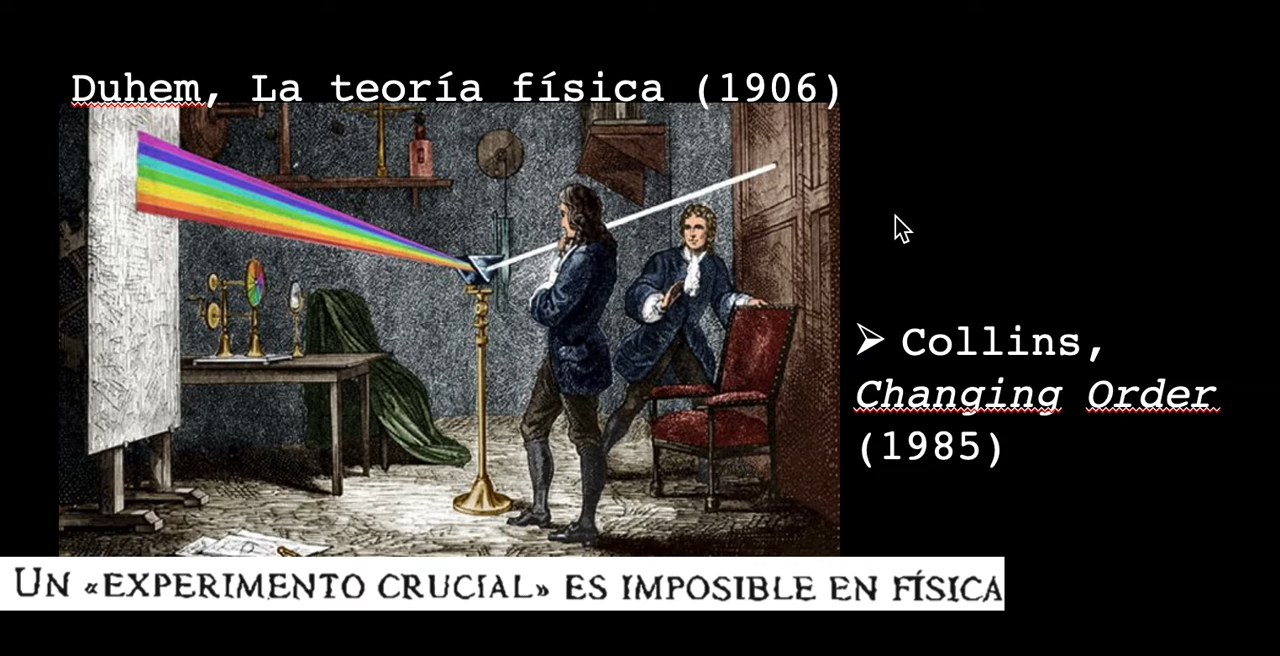 Duhem, La teoría física (1906)
➢ Collins,
Changing Order
(1985)
UN «EXPERIMENTO CRUCIAL» ES IMPOSIBLE EN FÍSICA